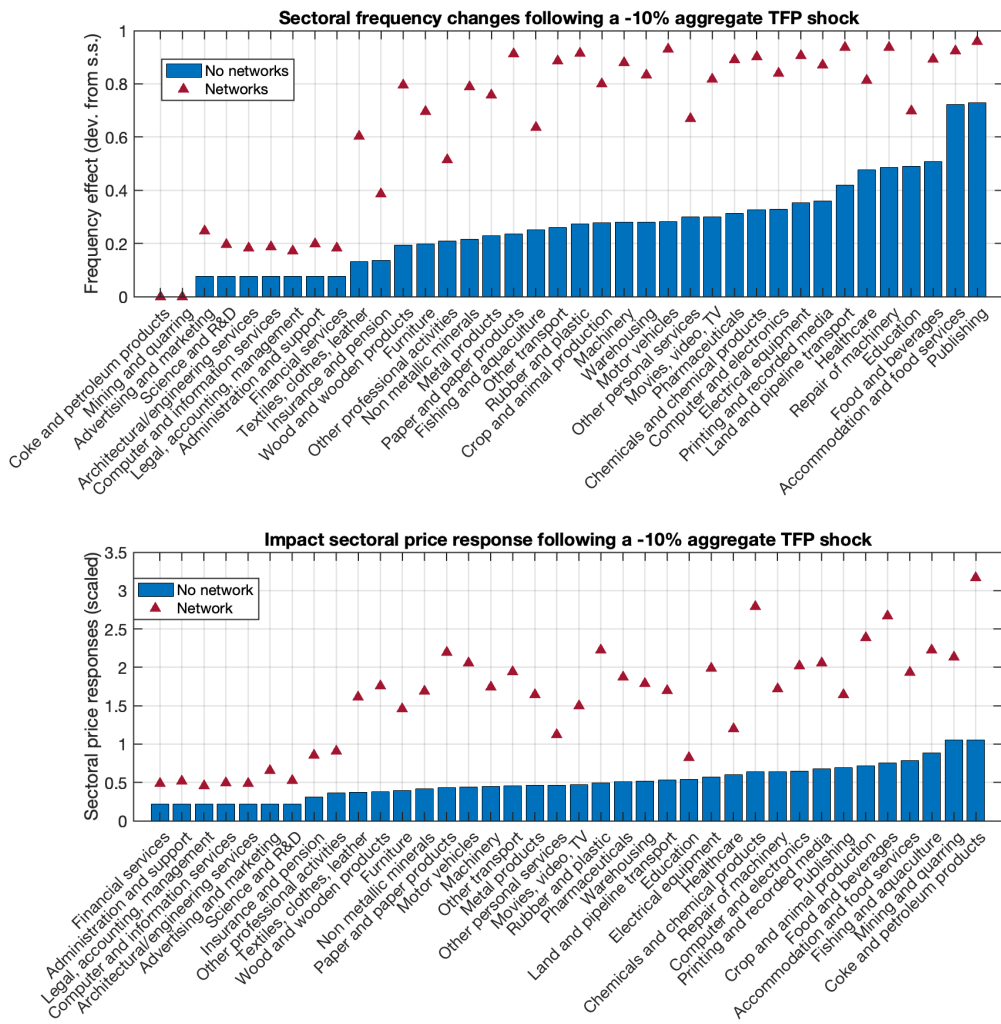 Sectoral frequency changes following a -10% aggregate TFP shock
Frequency effect (dev. from s.s.)
1
0.8
0.6
0.4
0.2
0
No networks
Networks
Coke and petroleum products
Mining and quarring
Advertising and marketing
Science and R&D
Architectural/engineering services
Computer and information services
Legal, accounting, management
Administration and support
Financial services
Textiles, clothes, leather
Insurance and pension
Wood and wooden products
Furniture
Other professional activities
Non metallic minerals
Metal products
Paper and paper products
Fishing and aquaculture
Other transport
Rubber and plastic
Crop and animal production
Machinery
Warehousing
Motor vehicles
Other personal services
Movies, video, TV
Pharmaceuticals
Chemicals and chemical products
Computer and electronics
Electrical equipment
Printing and recorded media
Land and pipeline transport
Healthcare
Repair of machinery
Education
Food and beverages
Accommodation and food services
Publishing
Impact sectoral price response following a -10% aggregate TFP shock
Sectoral price responses (scaled)
3.5
3
2.5
2
1.5
1
0.5
0
No network
Network
Financial services
Administration and support
Legal, accounting, management
Computer and information services
Architectural/engineering services
Advertising and marketing
Science and R&D
Insurance and pension
Other professional activities
Textiles, clothes, leather
Wood and wooden products
Furniture
Non metallic minerals
Paper and paper products
Motor vehicles
Machinery
Other transport
Metal products
Other personal services
Movies, video, TV
Rubber and plastic
Pharmaceuticals
Warehousing
Land and pipeline transport
Education
Electrical equipment
Healthcare
Chemicals and chemical products
Repair of machinery
Computer and electronics
Printing and recorded media
Publishing
Crop and animal production
Food and beverages
Accommodation and food services
Fishing and aquaculture
Mining and quarring
Coke and petroleum products